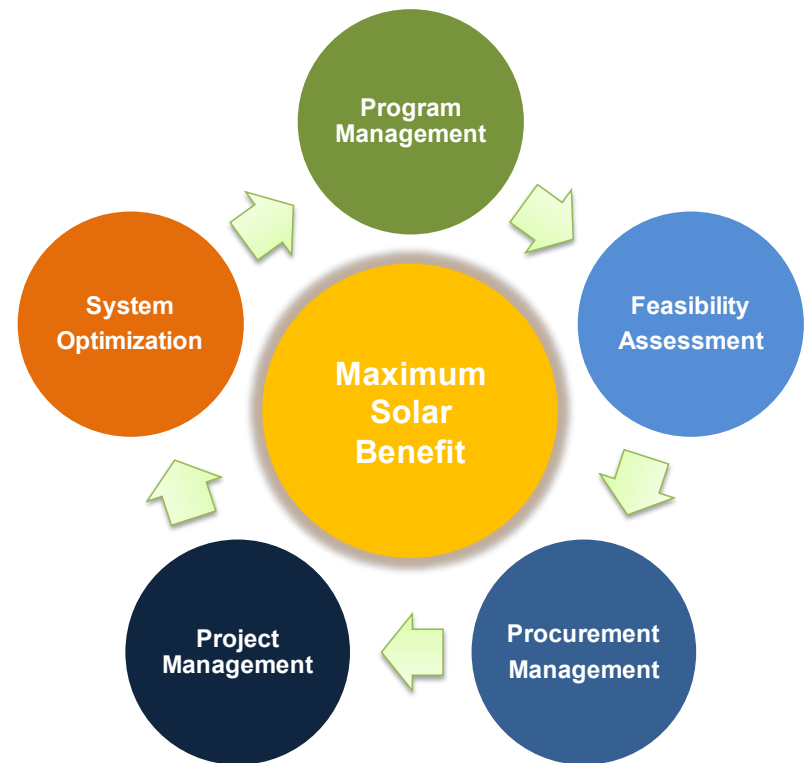 Program
Management
Feasibility
Assessment
Procurement
Management
Project
Management
System
Optimization
Maximum
Solar
Benefit